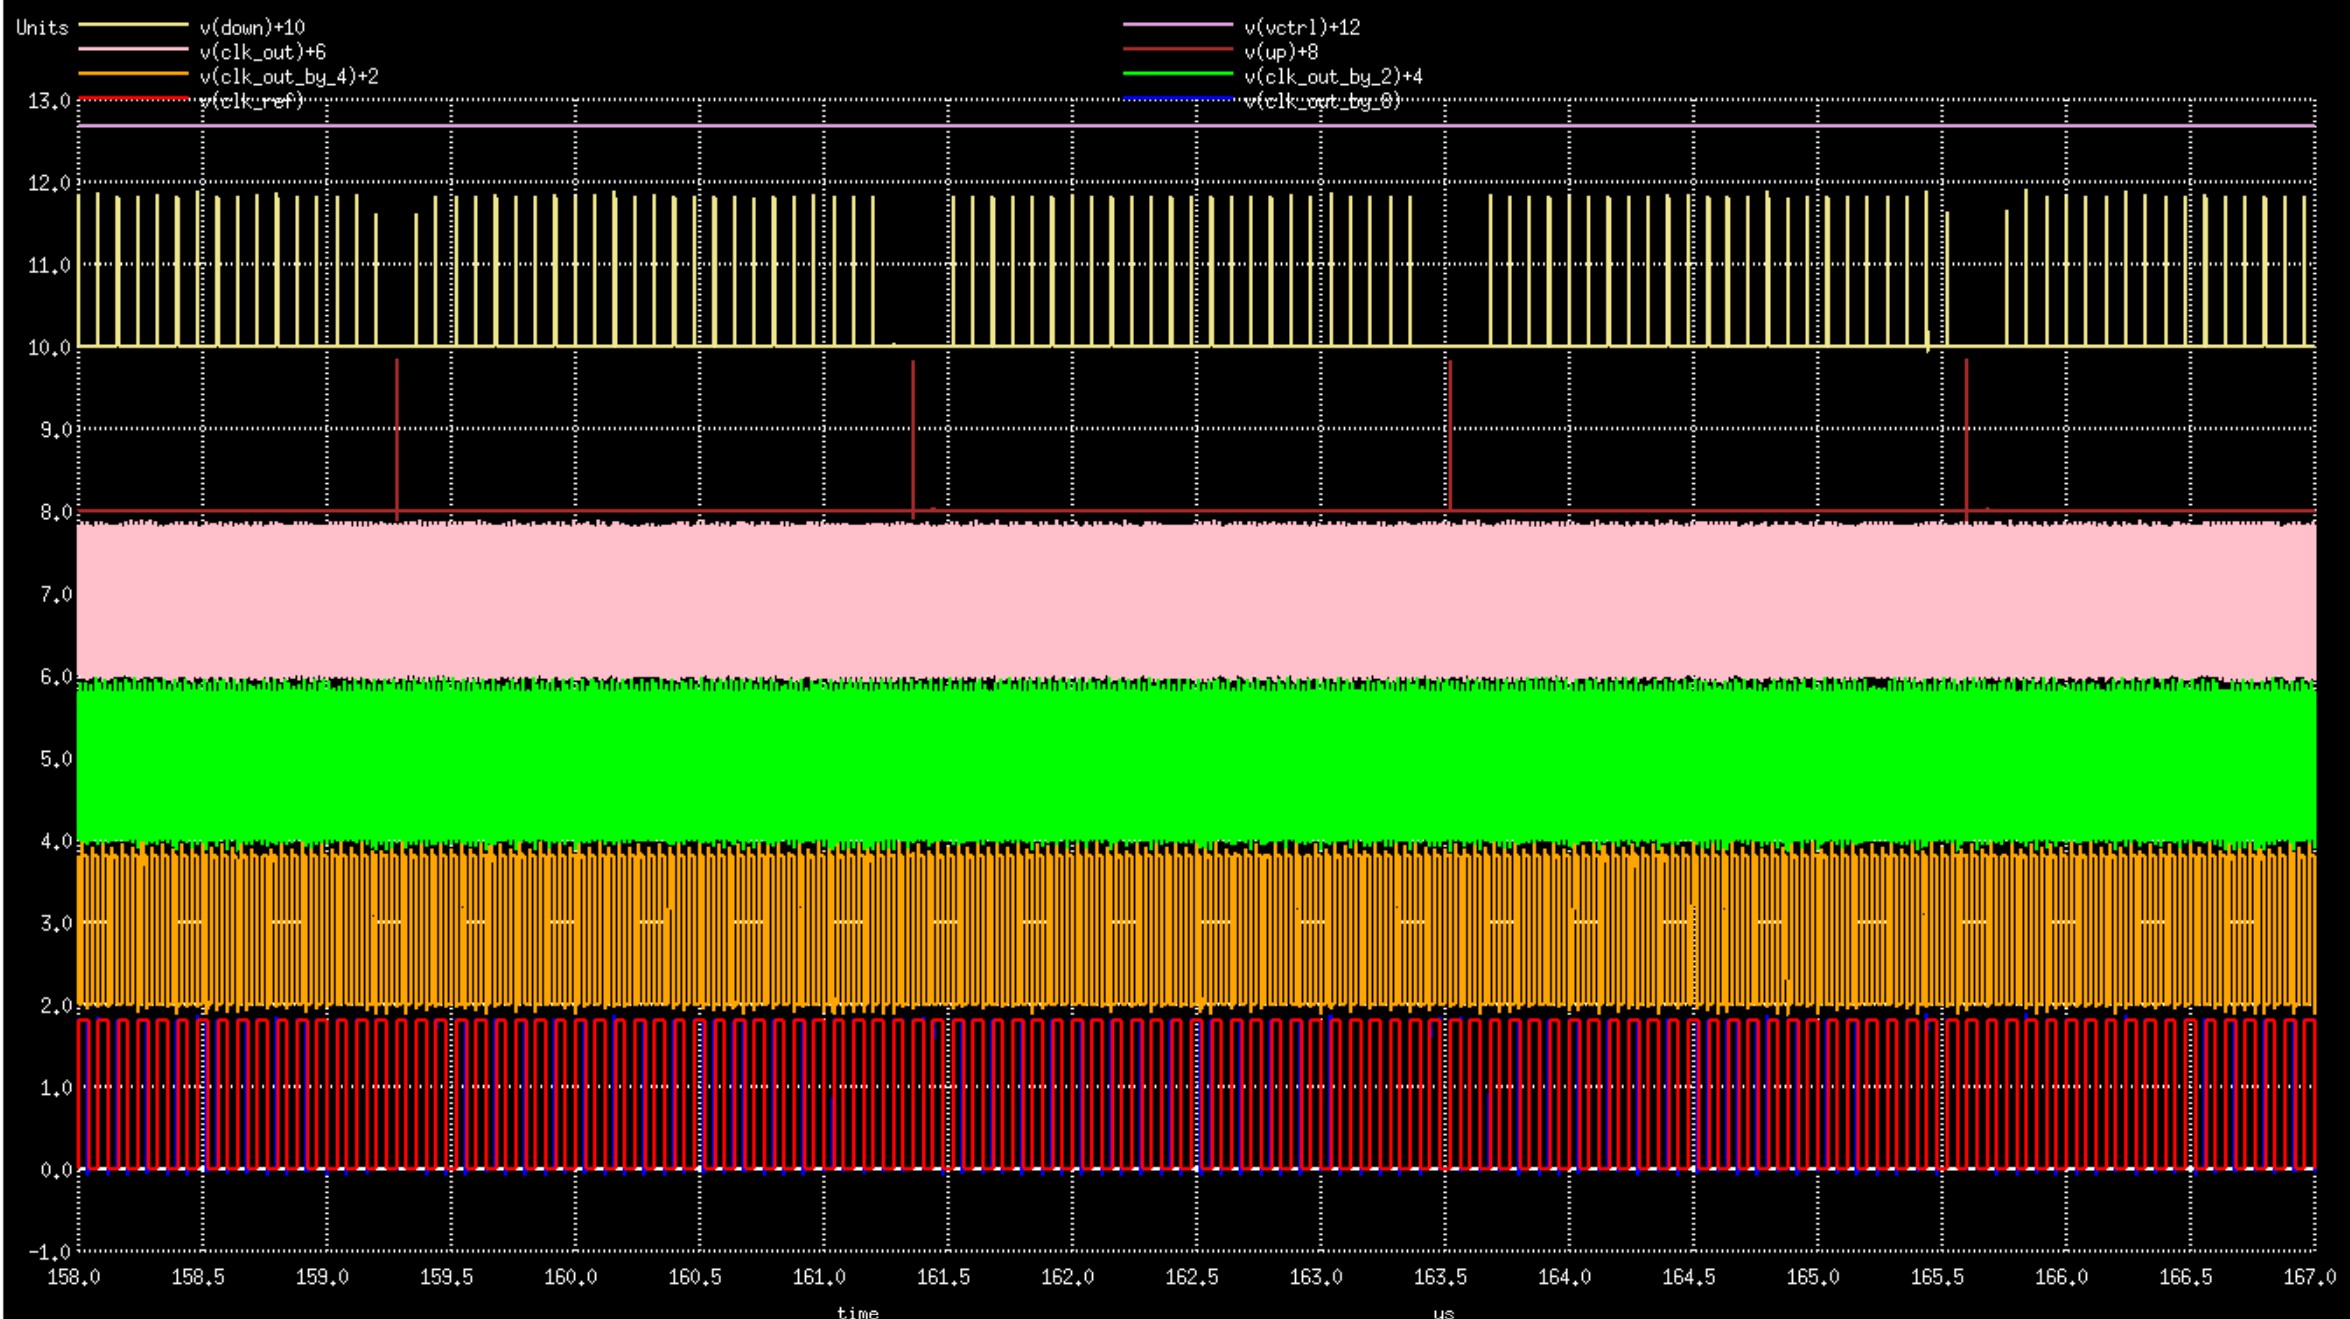 Units v(down)+10 v(vctrl)+12
v(clk_out)+6 v(up)+8
v(clk_out_by_4)+2 v(clk_out_by_2)+4
v(clk_ref) v(clk_out_by_8)
13.0
12.0
11.0
10.0
9.0
8.0
7.0
6.0
5.0
4.0
3.0
2.0
1.0
0.0
-1.0
158.0 158.5 159.0 159.5 160.0 160.5 161.0 161.5 162.0 162.5 163.0 163.5 164.0 164.5 165.0 165.5 166.0 166.5 167.0
time us